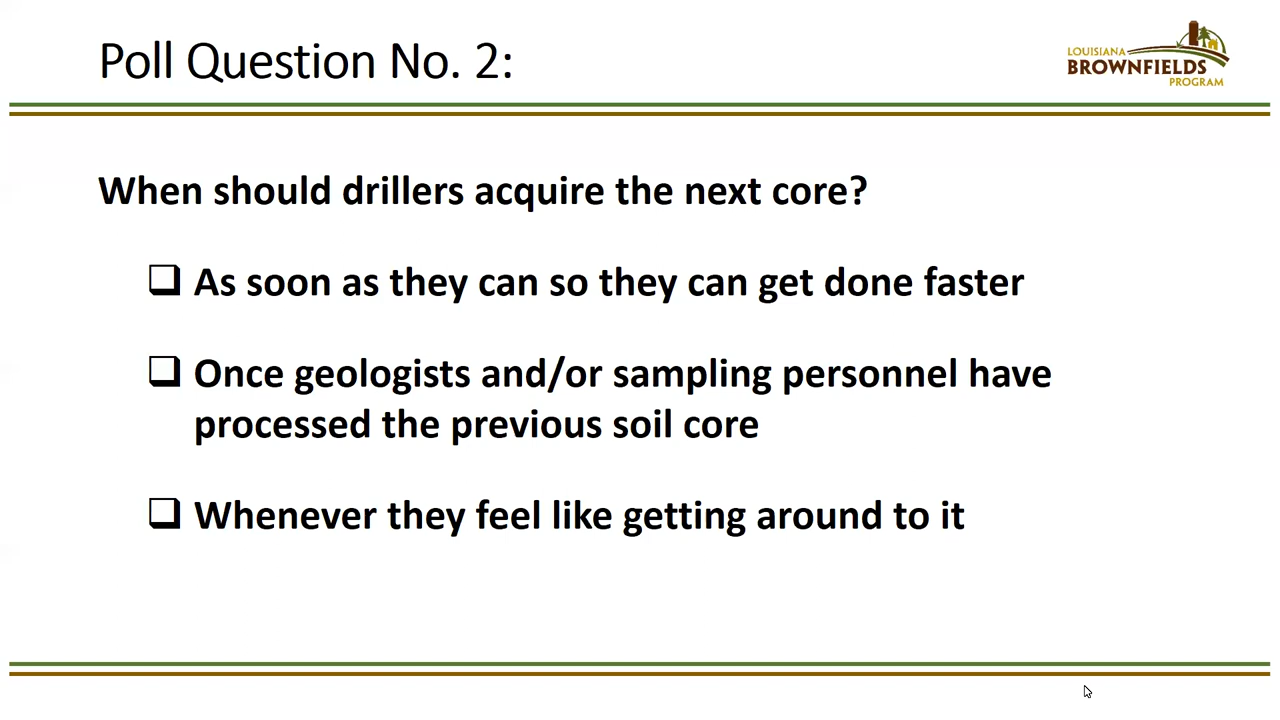 Poll Question No. 2:
LOUISIANA
BROWNFIELDS
PROGRAM
When should drillers acquire the next core?
As soon as they can so they can get done faster
Once geologists and/or sampling personnel have
processed the previous soil core
Whenever they feel like getting around to it